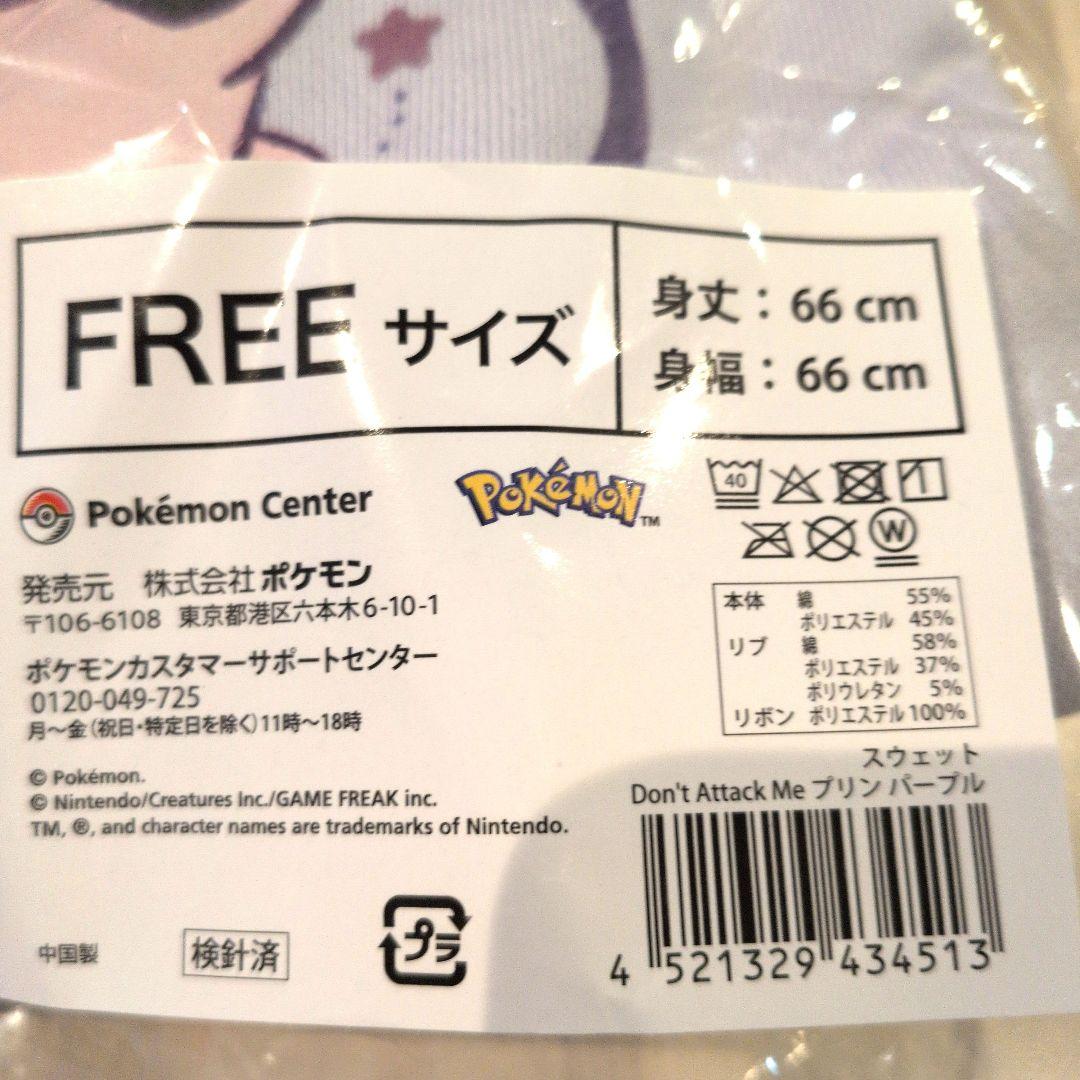 FREE サイズ
身丈：66 cm
身幅：66 cm
Pokémon Center
POKéMON TM
40
W
発売元 株式会社ポケモン
〒106-6108 東京都港区六本木6-10-1
ポケモンカスタマーサポートセンター
0120-049-725
月～金（祝日・特定日を除く）11時～18時
本体 綿 55%
ポリエステル 45%
リブ 綿 58%
ポリエステル 37%
ポリウレタン 5%
リボン ポリエステル 100%
© Pokémon.
© Nintendo/Creatures Inc./GAME FREAK inc.
TM, ®, and character names are trademarks of Nintendo.
スウェット
Don't Attack Me プリン パープル
中国製
検針済
プラ
4 521329 434513